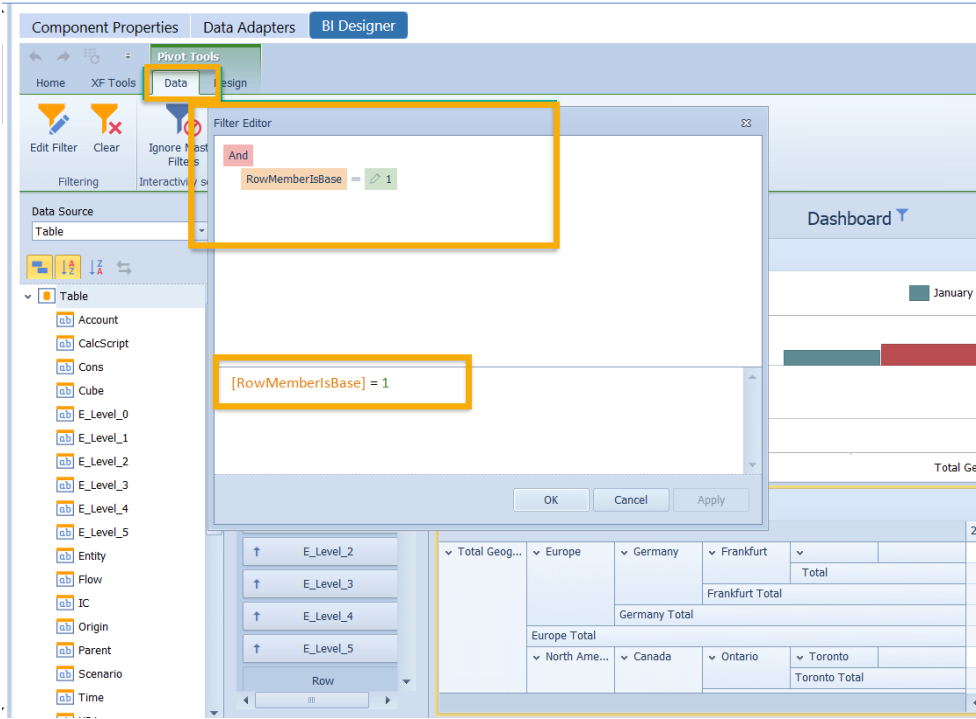 Component Properties Data Adapters BI Designer
Pivot Tools
Home XF Tools Data Design
Edit Filter Clear Ignore Mast
Filters
Filtering Interactivity s
Filter Editor
And
RowMemberIsBase = 1
[RowMemberIsBase] = 1
OK Cancel Apply
Data Source
Table
Table
Account
CalcScript
Cons
Cube
E_Level_0
E_Level_1
E_Level_2
E_Level_3
E_Level_4
E_Level_5
Entity
Flow
IC
Origin
Parent
Scenario
Time
E_Level_2
E_Level_3
E_Level_4
E_Level_5
Row
Dashboard
January
Total Ge
2
Total Geog... Europe Germany Frankfurt
Total
Frankfurt Total
Germany Total
Europe Total
North Ame... Canada Ontario Toronto
Toronto Total